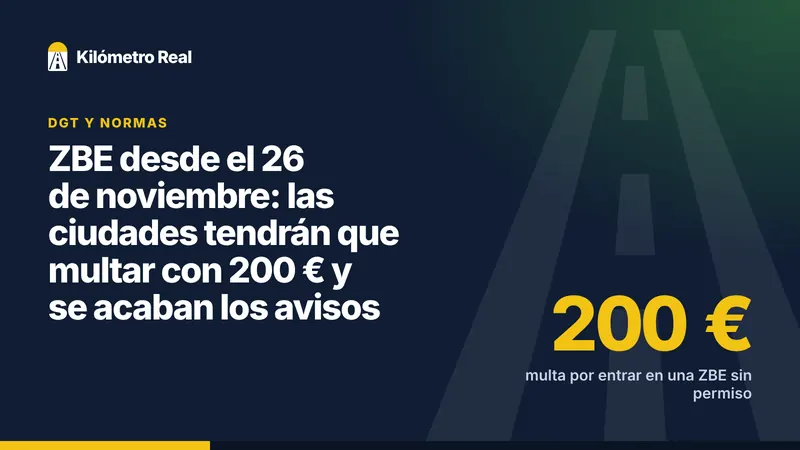 Kilómetro Real
DGT Y NORMAS
ZBE desde el 26
de noviembre: las
ciudades tendrán que
multar con 200 € y
se acaban los avisos
200 €
multa por entrar en una ZBE sin
permiso